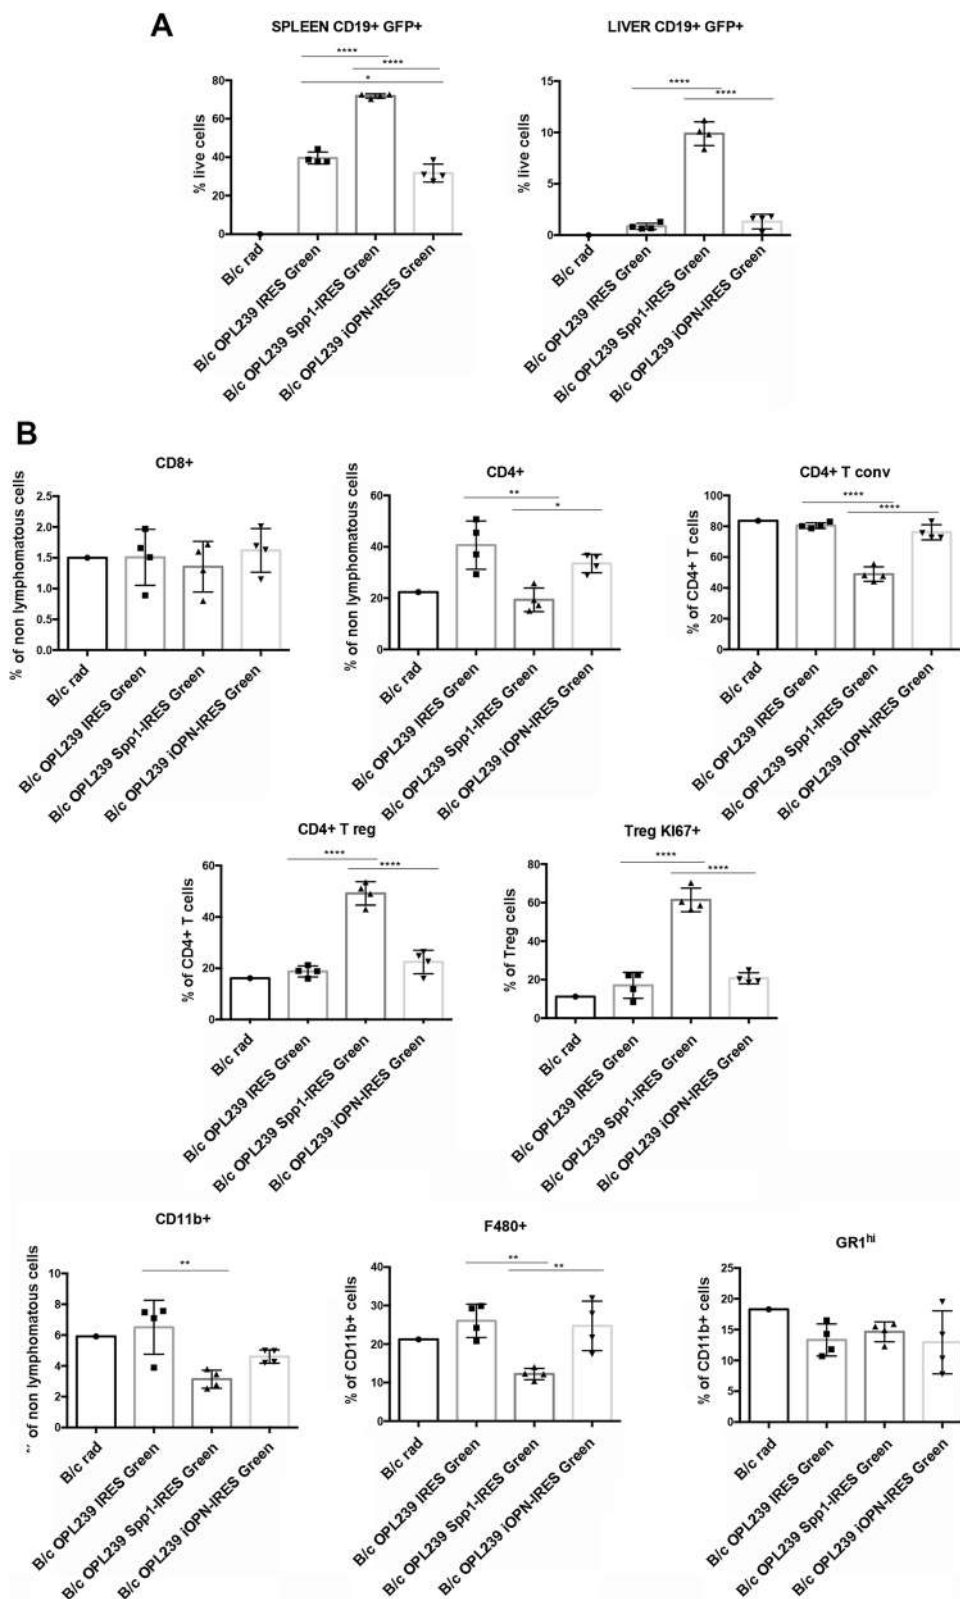 A
SPLEEN CD19+ GFP+
****
****
*
% live cells
80
60
40
20
0
B/c rad
B/c OPL239 IRES Green
B/c OPL239 Spp1-IRES Green
B/c OPL239 iOPN-IRES Green
LIVER CD19+ GFP+
****
****
% live cells
15
10
5
0
B/c rad
B/c OPL239 IRES Green
B/c OPL239 Spp1-IRES Green
B/c OPL239 iOPN-IRES Green
B
CD8+
% of non lymphomatous cells
2.5
2.0
1.5
1.0
0.5
0.0
B/c rad
B/c OPL239 IRES Green
B/c OPL239 Spp1-IRES Green
B/c OPL239 iOPN-IRES Green
CD4+
**
*
% of non lymphomatous cells
60
40
20
0
B/c rad
B/c OPL239 IRES Green
B/c OPL239 Spp1-IRES Green
B/c OPL239 iOPN-IRES Green
CD4+ T conv
****
****
% of CD4+ T cells
100
80
60
40
20
0
B/c rad
B/c OPL239 IRES Green
B/c OPL239 Spp1-IRES Green
B/c OPL239 iOPN-IRES Green
CD4+ T reg
****
****
% of CD4+ T cells
60
40
20
0
B/c rad
B/c OPL239 IRES Green
B/c OPL239 Spp1-IRES Green
B/c OPL239 iOPN-IRES Green
Treg KI67+
****
****
% of Treg cells
80
60
40
20
0
B/c rad
B/c OPL239 IRES Green
B/c OPL239 Spp1-IRES Green
B/c OPL239 iOPN-IRES Green
CD11b+
**
of non lymphomatous cells
10
8
6
4
2
0
B/c rad
B/c OPL239 IRES Green
B/c OPL239 Spp1-IRES Green
B/c OPL239 iOPN-IRES Green
F480+
**
**
% of CD11b+ cells
40
30
20
10
0
B/c rad
B/c OPL239 IRES Green
B/c OPL239 Spp1-IRES Green
B/c OPL239 iOPN-IRES Green
GR1hi
% of CD11b+ cells
25
20
15
10
5
0
B/c rad
B/c OPL239 IRES Green
B/c OPL239 Spp1-IRES Green
B/c OPL239 iOPN-IRES Green